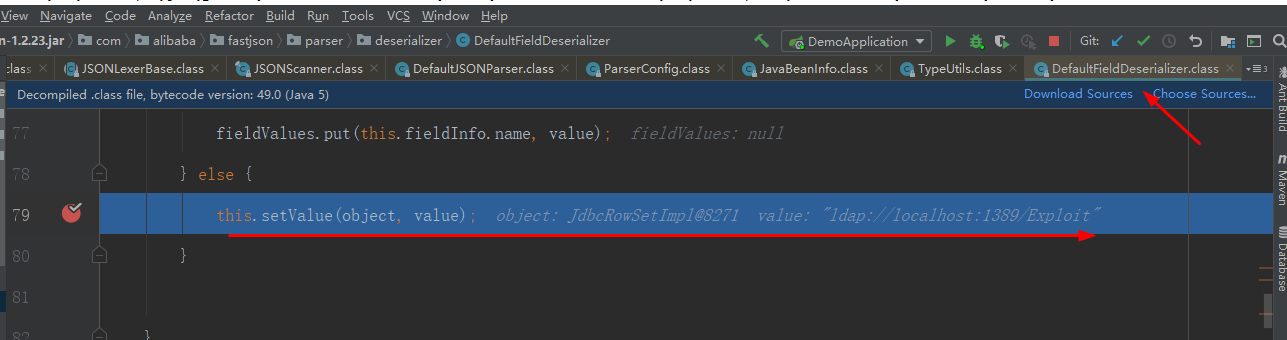 View Navigate Code Analyze Refactor Build Run Tools VCS Window Help
n-1.2.23.jar com alibaba fastjson parser deserializer DefaultFieldDeserializer DemoApplication Git:
:lass JSONLexerBase.class JSONScanner.class DefaultJSONParser.class ParserConfig.class JavaBeanInfo.class TypeUtils.class DefaultFieldDeserializer.class 3
Decompiled .class file, bytecode version: 49.0 (Java 5) Download Sources Choose Sources...
77 fieldValues.put(this.fieldInfo.name, value); fieldValues: null
78 } else {
79 this.setValue(object, value); object: JdbcRowSetImpl@8271 value: "ldap://localhost:1389/Exploit"
80 }
81
82 }
Ant Build
Maven
Database